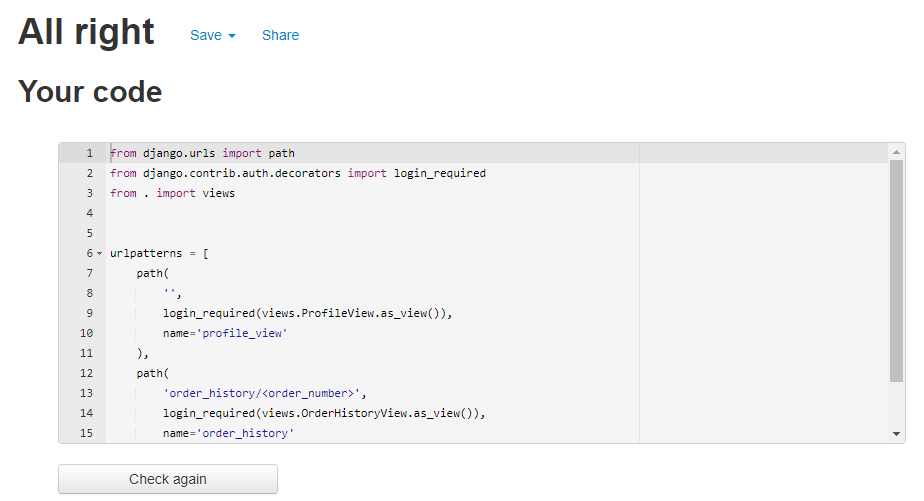 All right Save Share
Your code
1 from django.urls import path
2 from django.contrib.auth.decorators import login_required
3 from . import views
4
5
6 urlpatterns = [
7     path(
8         '',
9         login_required(views.ProfileView.as_view()),
10         name='profile_view'
11     ),
12     path(
13         'order_history/<order_number>',
14         login_required(views.OrderHistoryView.as_view()),
15         name='order_history'
Check again